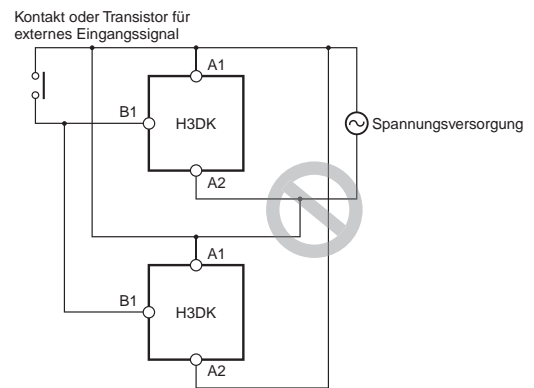 Kontakt oder Transistor für
externes Eingangssignal
A1
B1
H3DK
Spannungsversorgung
A2
A1
B1
H3DK
A2